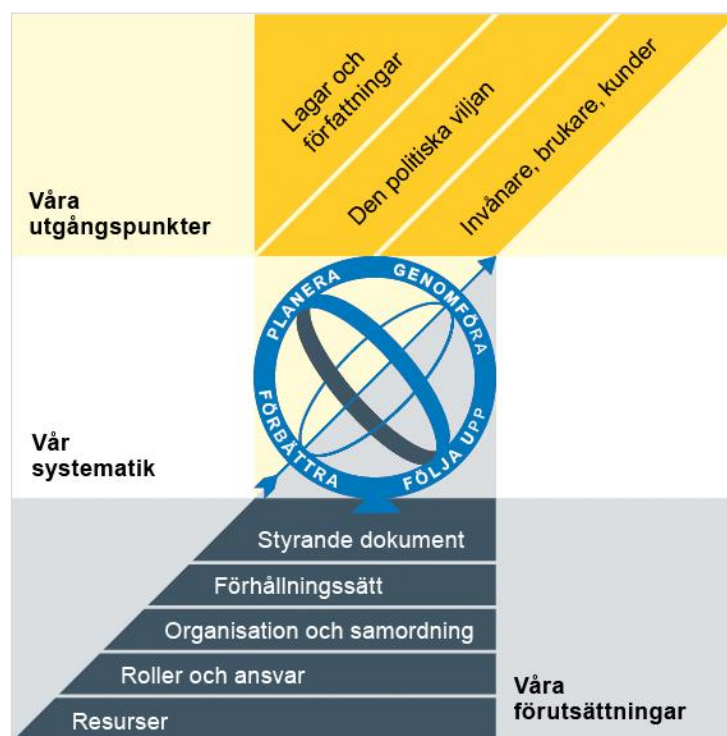 Lagar och
författningar
Den politiska viljan
Invånare, brukare, kunder
Våra
utgångspunkter
PLANERA
GENOMFÖRA
FÖRBÄTTRA
FÖLJA UPP
Vår
systematik
Styrande dokument
Förhållningssätt
Organisation och samordning
Roller och ansvar
Resurser
Våra
förutsättningar